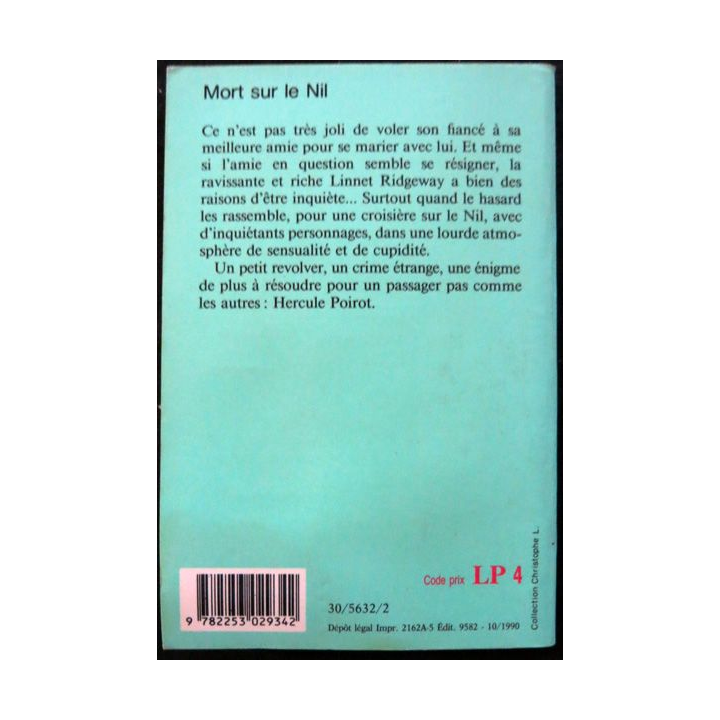 Mort sur le Nil
Ce n'est pas très joli de voler son fiancé à sa
meilleure amie pour se marier avec lui. Et même
si l'amie en question semble se résigner, la
ravissante et riche Linnet Ridgeway a bien des
raisons d'être inquiète... Surtout quand le hasard
les rassemble, pour une croisière sur le Nil, avec
d'inquiétants personnages, dans une lourde atmo-
sphère de sensualité et de cupidité.
Un petit revolver, un crime étrange, une énigme
de plus à résoudre pour un passager pas comme
les autres : Hercule Poirot.
Code prix LP 4
30/5632/2
9 782253 029342
Dépôt légal Impr. 2162A-5 Édit. 9582 - 10/1990
Collection Christophe L.